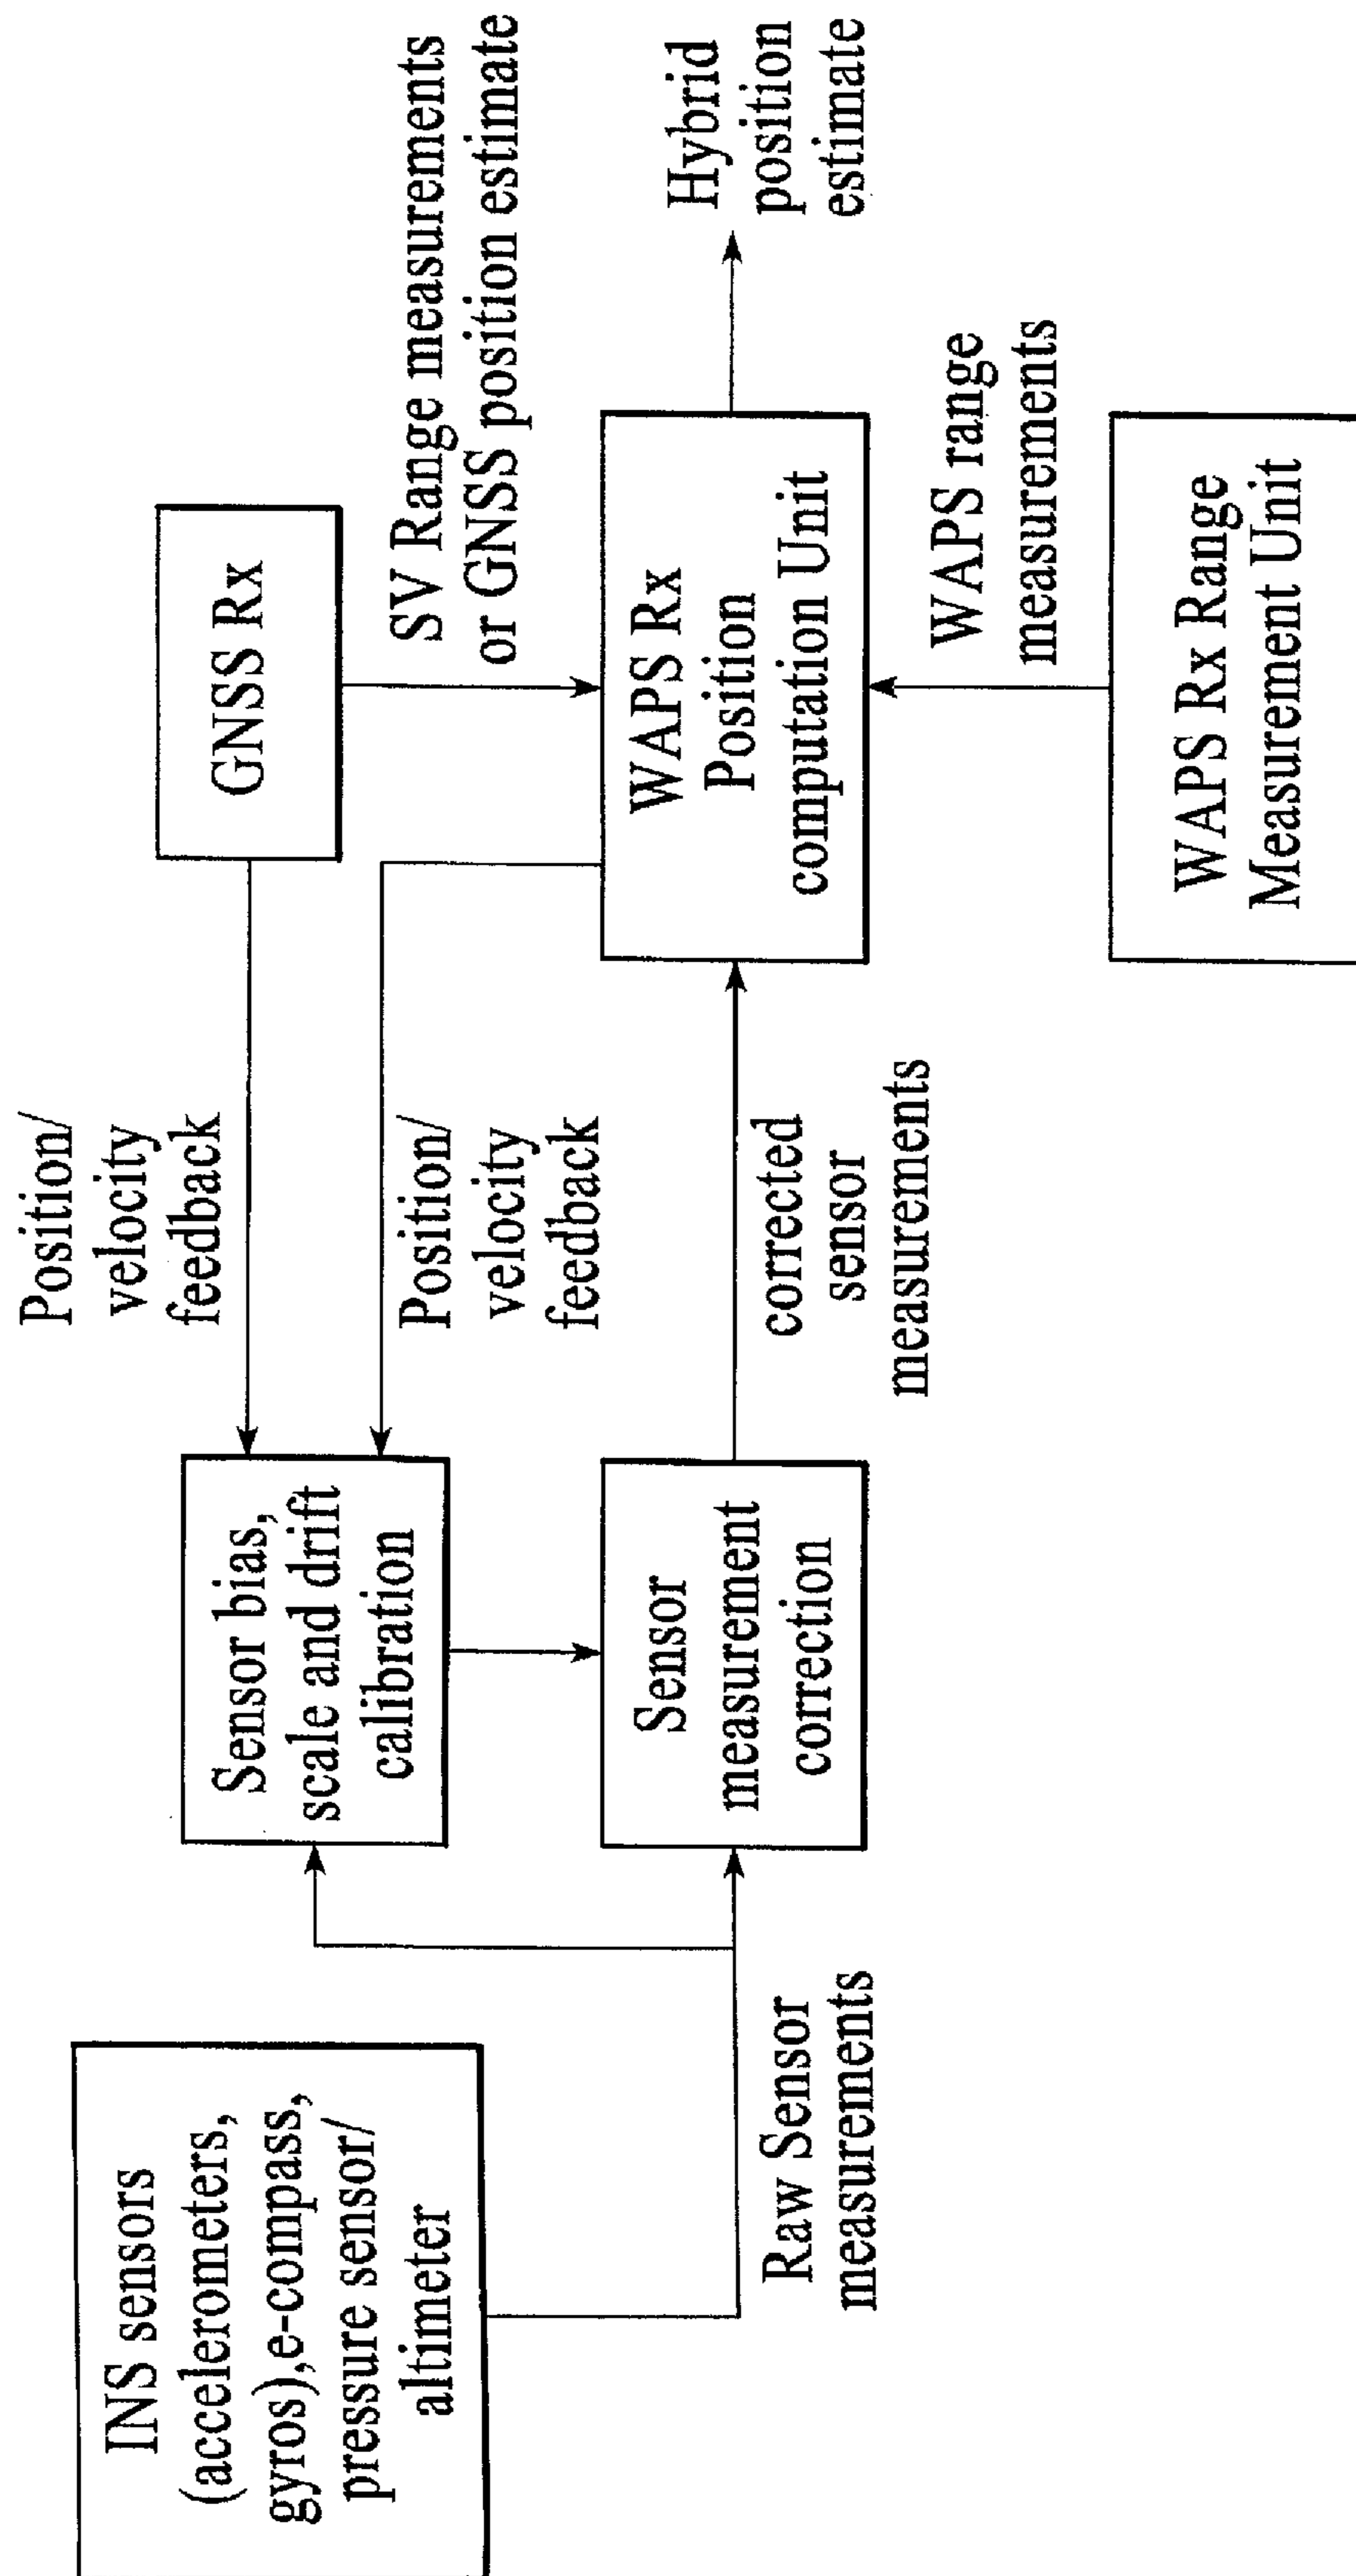 INS sensors
(accelerometers,
gyros),e-compass,
pressure sensor/
altimeter
Raw Sensor
measurements
Sensor bias,
scale and drift
calibration
Sensor
measurement
correction
Position/
velocity
feedback
Position/
velocity
feedback
corrected
sensor
measurements
GNSS Rx
SV Range measurements
or GNSS position estimate
WAPS Rx
Position
computation Unit
Hybrid
position
estimate
WAPS range
measurements
WAPS Rx Range
Measurement Unit